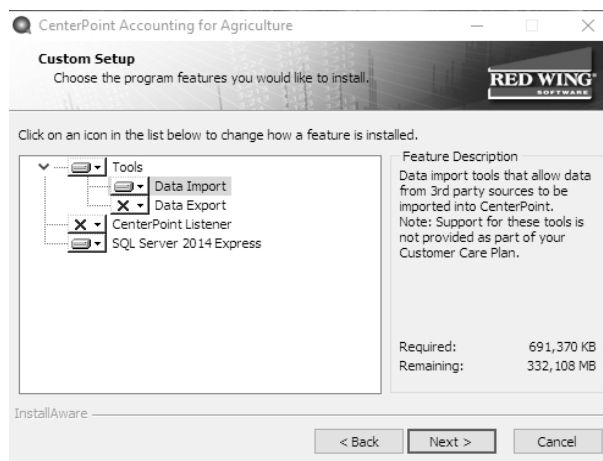 CenterPoint Accounting for Agriculture
Custom Setup
Choose the program features you would like to install.
RED WING®
SOFTWARE
Click on an icon in the list below to change how a feature is installed.
Tools
Data Import
Data Export
CenterPoint Listener
SQL Server 2014 Express
Feature Description
Data import tools that allow data
from 3rd party sources to be
imported into CenterPoint.
Note: Support for these tools is
not provided as part of your
Customer Care Plan.
Required: 691,370 KB
Remaining: 332,108 MB
InstallAware
< Back Next > Cancel